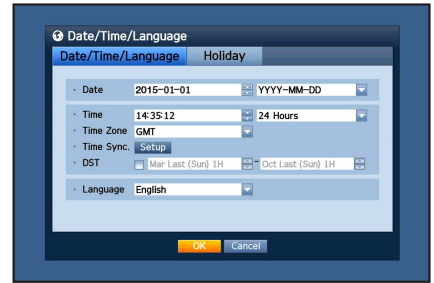 Date/Time/Language
Date/Time/Language Holiday
· Date 2015-01-01 YYYY-MM-DD
· Time 14:35:12 24 Hours
· Time Zone GMT
· Time Sync. Setup
· DST Mar Last (Sun) 1H - Oct Last (Sun) 1H
· Language English
OK Cancel